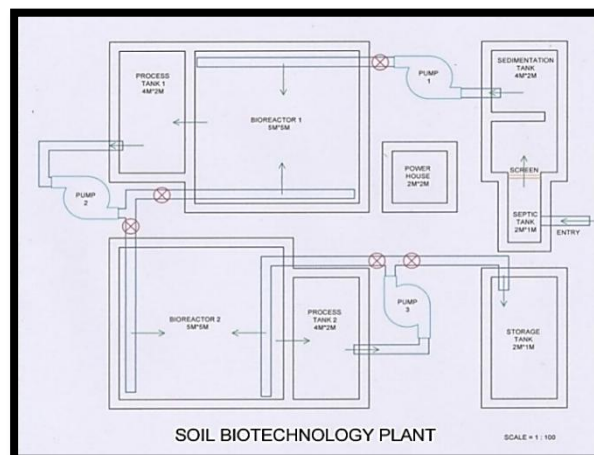 PROCESS
TANK 1
4M*2M
BIOREACTOR 1
5M*5M
PUMP
1
SEDIMENTATION
TANK
4M*2M
POWER
HOUSE
2M*2M
SCREEN
SEPTIC
TANK
2M*1M
ENTRY
PUMP
2
BIOREACTOR 2
5M*5M
PROCESS
TANK 2
4M*2M
PUMP
3
STORAGE
TANK
2M*1M
SOIL BIOTECHNOLOGY PLANT
SCALE = 1 : 100